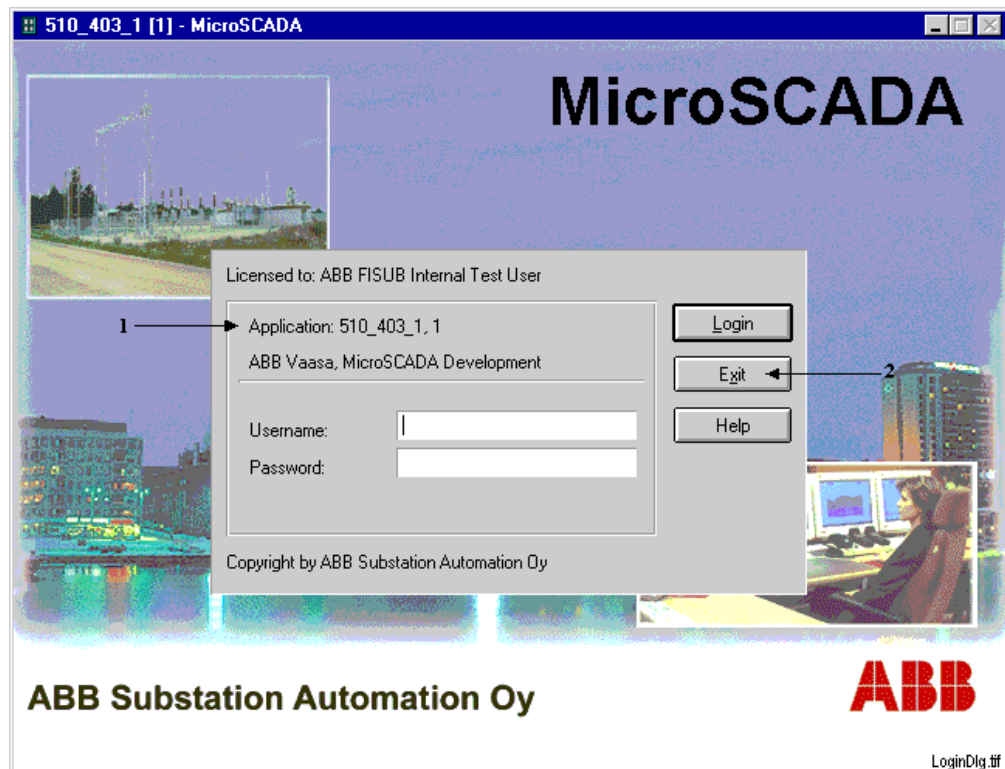 510_403_1 [1] - MicroSCADA
MicroSCADA
Licensed to: ABB FISUB Internal Test User
1
Application: 510_403_1, 1
ABB Vaasa, MicroSCADA Development
Login
Exit
2
Help
Username:
Password:
Copyright by ABB Substation Automation Oy
ABB Substation Automation Oy
ABB
LoginDlg.tif